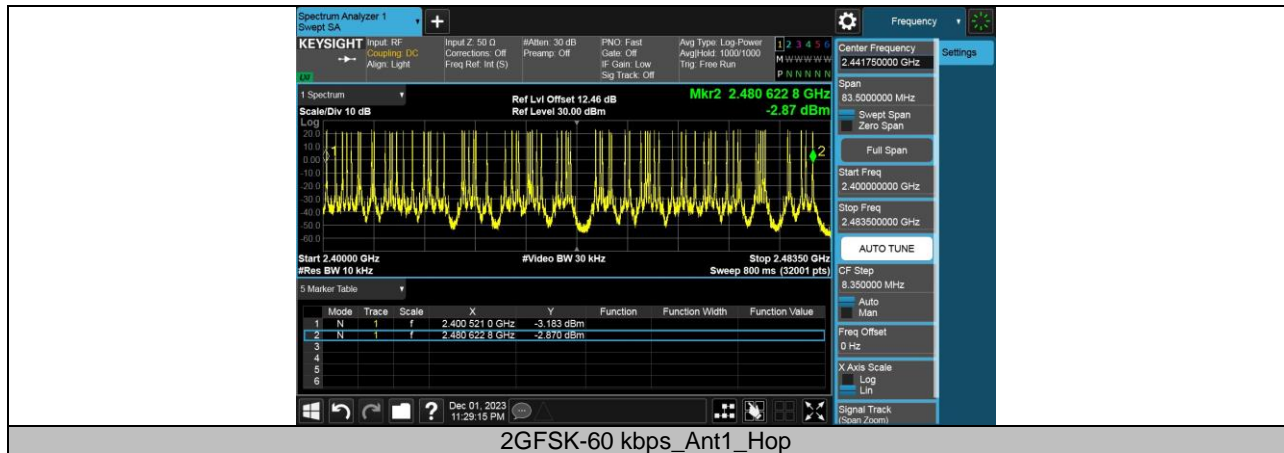 Spectrum Analyzer 1
Swept SA
+
Frequency
KEYSIGHT
Input: RF
Coupling: DC
Align: Light
Input Z: 50 Ω
Corrections: Off
Freq Ref: Int (S)
#Atten: 30 dB
Preamp: Off
PNO: Fast
Gate: Off
IF Gain: Low
Sig Track: Off
Avg Type: Log-Power
Avg|Hold: 1000/1000
Trig: Free Run
1 2 3 4 5 6
M W W W W W
P N N N N N
LXI
1 Spectrum
Scale/Div 10 dB
Ref Lvl Offset 12.46 dB
Ref Level 30.00 dBm
Mkr2 2.480 622 8 GHz
-2.87 dBm
Log
20.0
10.0
0.00
-10.0
-20.0
-30.0
-40.0
-50.0
-60.0
1
2
Start 2.40000 GHz
#Res BW 10 kHz
#Video BW 30 kHz
Stop 2.48350 GHz
Sweep 800 ms (32001 pts)
5 Marker Table
Mode Trace Scale X Y Function Function Width Function Value
1 N 1 f 2.400 521 0 GHz -3.183 dBm
2 N 1 f 2.480 622 8 GHz -2.870 dBm
3
4
5
6
?
Dec 01, 2023
11:29:15 PM
Center Frequency
2.441750000 GHz
Settings
Span
83.5000000 MHz
Swept Span
Zero Span
Full Span
Start Freq
2.400000000 GHz
Stop Freq
2.483500000 GHz
AUTO TUNE
CF Step
8.350000 MHz
Auto
Man
Freq Offset
0 Hz
X Axis Scale
Log
Lin
Signal Track
(Span Zoom)
2GFSK-60 kbps_Ant1_Hop